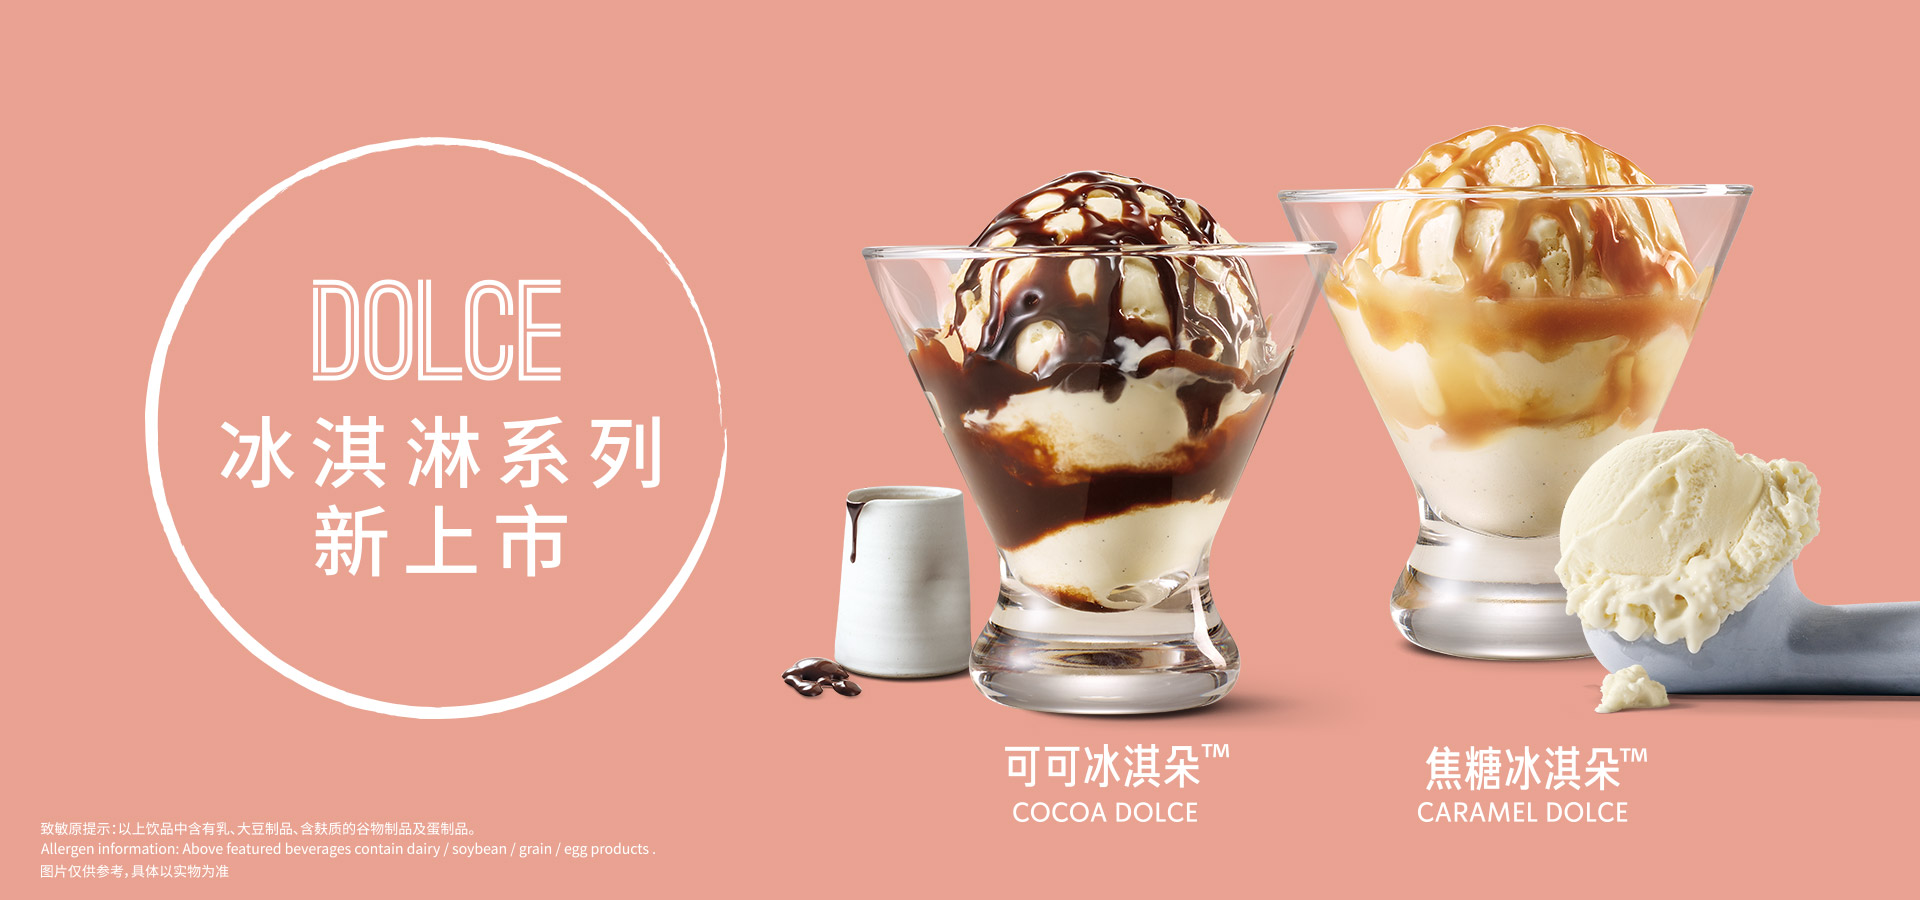 DOLCE
冰淇淋系列
新上市
可可冰淇朵™
COCOA DOLCE
焦糖冰淇朵™
CARAMEL DOLCE
致敏原提示：以上饮品中含有乳、大豆制品、含麸质的谷物制品及蛋制品。
Allergen information: Above featured beverages contain dairy / soybean / grain / egg products .
图片仅供参考，具体以实物为准